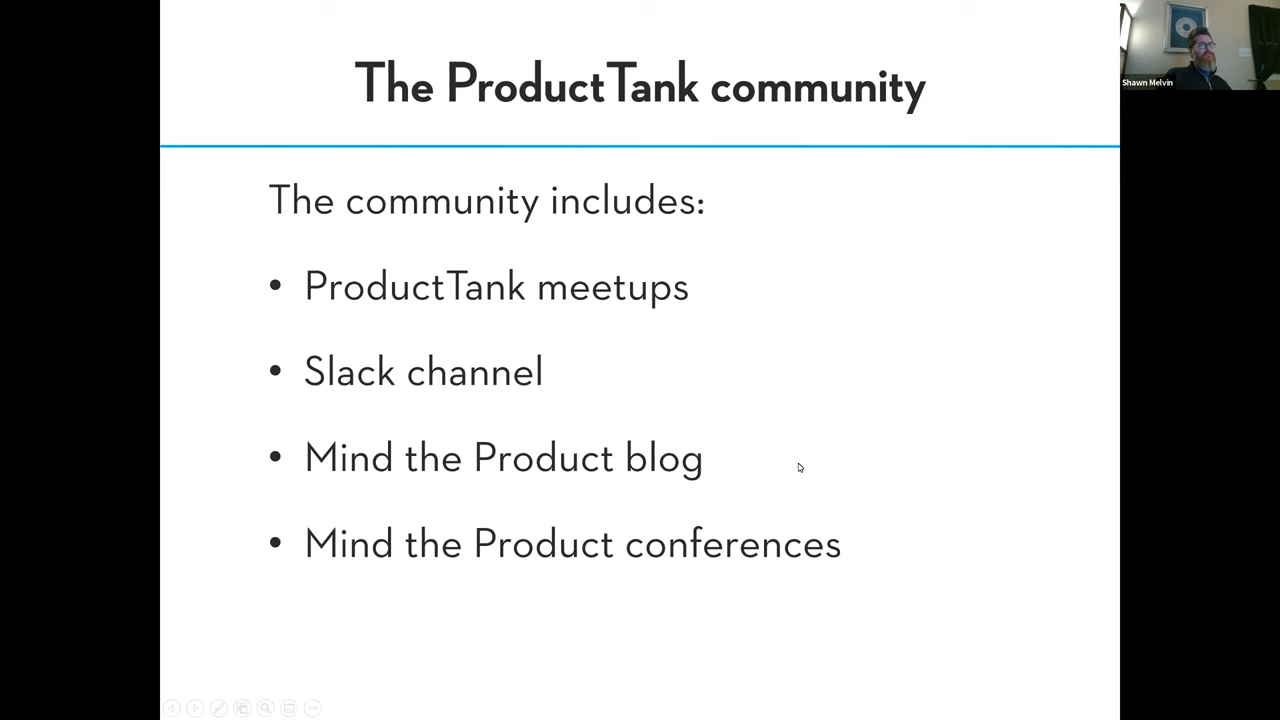 The ProductTank community
Shawn Melvin
The community includes:
• ProductTank meetups
• Slack channel
• Mind the Product blog
• Mind the Product conferences